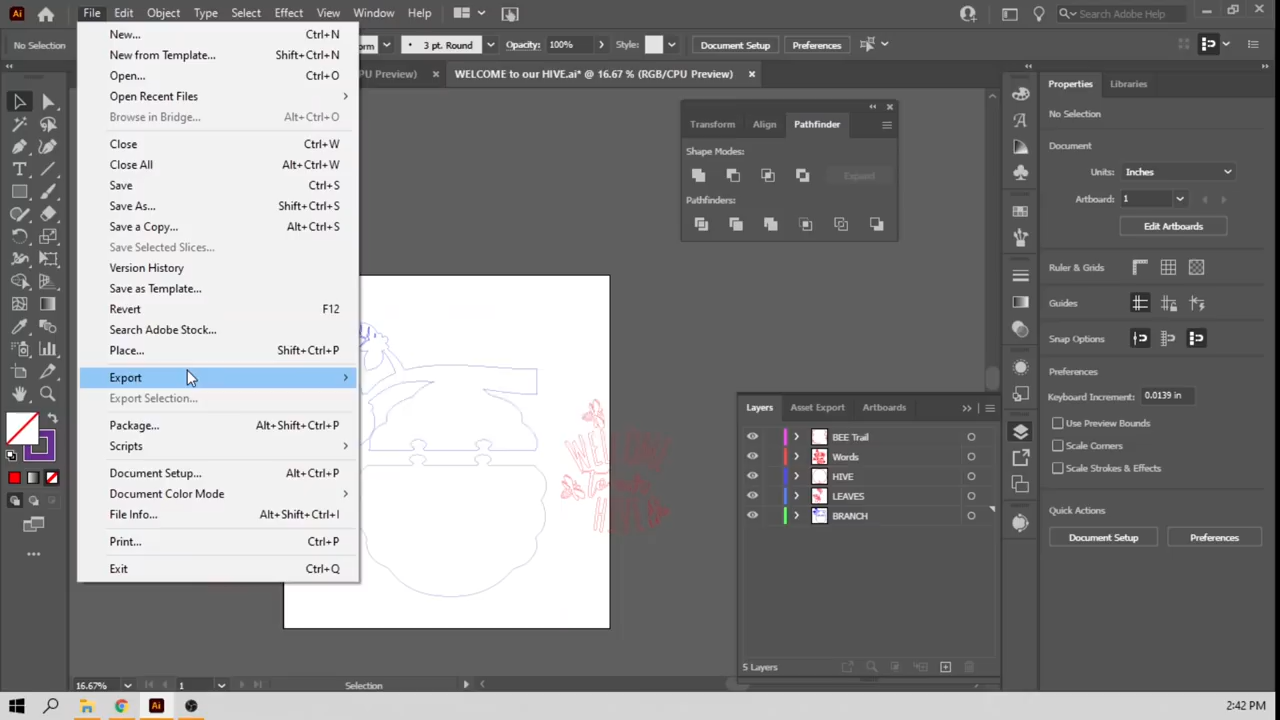 Ai File Edit Object Type Select Effect View Window Help Search Adobe Help
No Selection 3 pt. Round Opacity: 100% Style: Document Setup Preferences
PU Preview) × WELCOME to our HIVE.ai* @ 16.67 % (RGB/CPU Preview) ×
New... Ctrl+N
New from Template... Shift+Ctrl+N
Open... Ctrl+O
Open Recent Files
Browse in Bridge... Alt+Ctrl+O
Close Ctrl+W
Close All Alt+Ctrl+W
Save Ctrl+S
Save As... Shift+Ctrl+S
Save a Copy... Alt+Ctrl+S
Save Selected Slices...
Version History
Save as Template...
Revert F12
Search Adobe Stock...
Place... Shift+Ctrl+P
Export
Export Selection...
Package... Alt+Shift+Ctrl+P
Scripts
Document Setup... Alt+Ctrl+P
Document Color Mode
File Info... Alt+Shift+Ctrl+I
Print... Ctrl+P
Exit Ctrl+Q
Transform Align Pathfinder
Shape Modes:
Expand
Pathfinders:
WELCOME
To our
HIVE
Layers Asset Export Artboards
BEE Trail
Words
HIVE
LEAVES
BRANCH
5 Layers
Properties Libraries
No Selection
Document
Units: Inches
Artboard: 1
Edit Artboards
Ruler & Grids
Guides
Snap Options
Preferences
Keyboard Increment: 0.0139 in
Use Preview Bounds
Scale Corners
Scale Strokes & Effects
Quick Actions
Document Setup Preferences
16.67% 1 Selection
Ai 2:42 PM